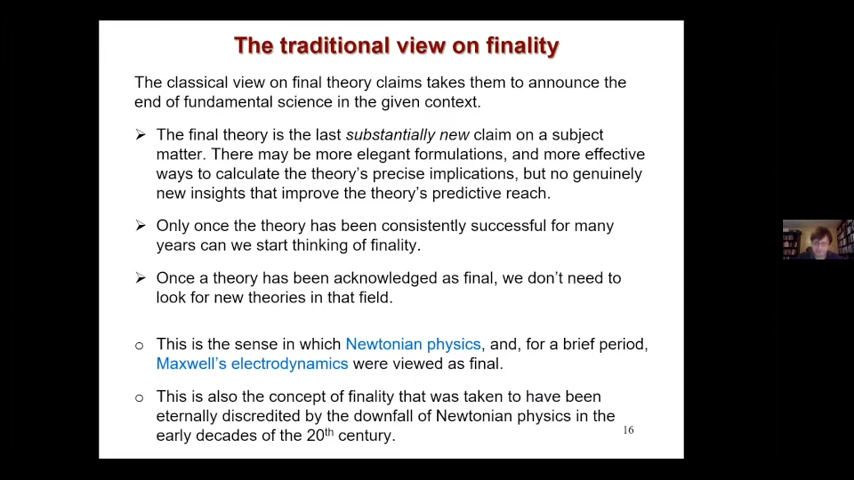 The traditional view on finality
The classical view on final theory claims takes them to announce the
end of fundamental science in the given context.
➢ The final theory is the last substantially new claim on a subject
matter. There may be more elegant formulations, and more effective
ways to calculate the theory's precise implications, but no genuinely
new insights that improve the theory's predictive reach.
➢ Only once the theory has been consistently successful for many
years can we start thinking of finality.
➢ Once a theory has been acknowledged as final, we don't need to
look for new theories in that field.
○ This is the sense in which Newtonian physics, and, for a brief period,
Maxwell's electrodynamics were viewed as final.
○ This is also the concept of finality that was taken to have been
eternally discredited by the downfall of Newtonian physics in the
early decades of the 20th century.
16